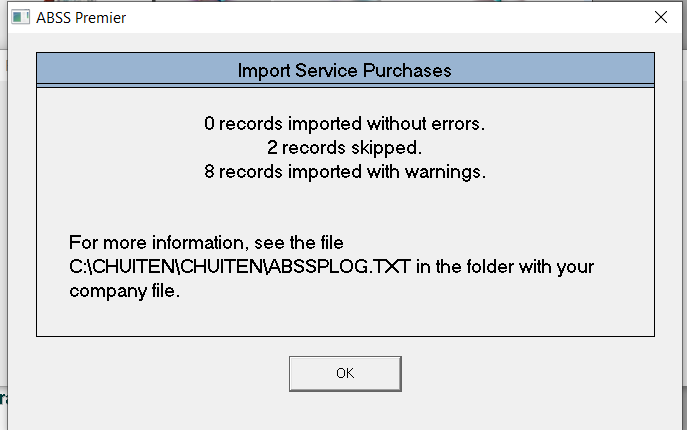 ABSS Premier
Import Service Purchases
0 records imported without errors.
2 records skipped.
8 records imported with warnings.
For more information, see the file
C:\CHUITEN\CHUITEN\ABSSPLOG.TXT in the folder with your
company file.
OK